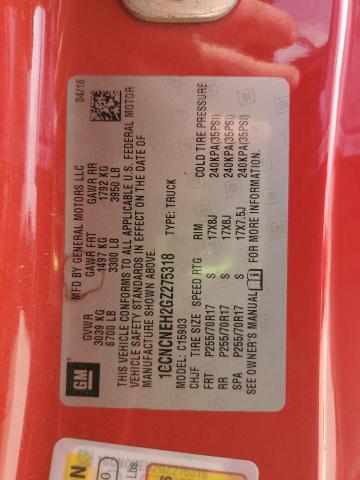 GM
MFD BY GENERAL MOTORS LLC
04/16
GVWR GAWR FRT GAWR RR
3039 KG 1497 KG 1792 KG
6700 LB 3300 LB 3950 LB
THIS VEHICLE CONFORMS TO ALL APPLICABLE U.S. FEDERAL MOTOR
VEHICLE SAFETY STANDARDS IN EFFECT ON THE DATE OF
MANUFACTURE SHOWN ABOVE.
1GCNCNEH2GZ275318 TYPE: TRUCK
MODEL: C15903
CHJF TIRE SIZE SPEED RTG RIM COLD TIRE PRESSURE
FRT P255/70R17 S 17X8J 240KPA(35PSI)
RR P255/70R17 S 17X8J 240KPA(35PSI)
SPA P255/70R17 S 17X7.5J 240KPA(35PSI)
SEE OWNER'S MANUAL FOR MORE INFORMATION.
Lbs: